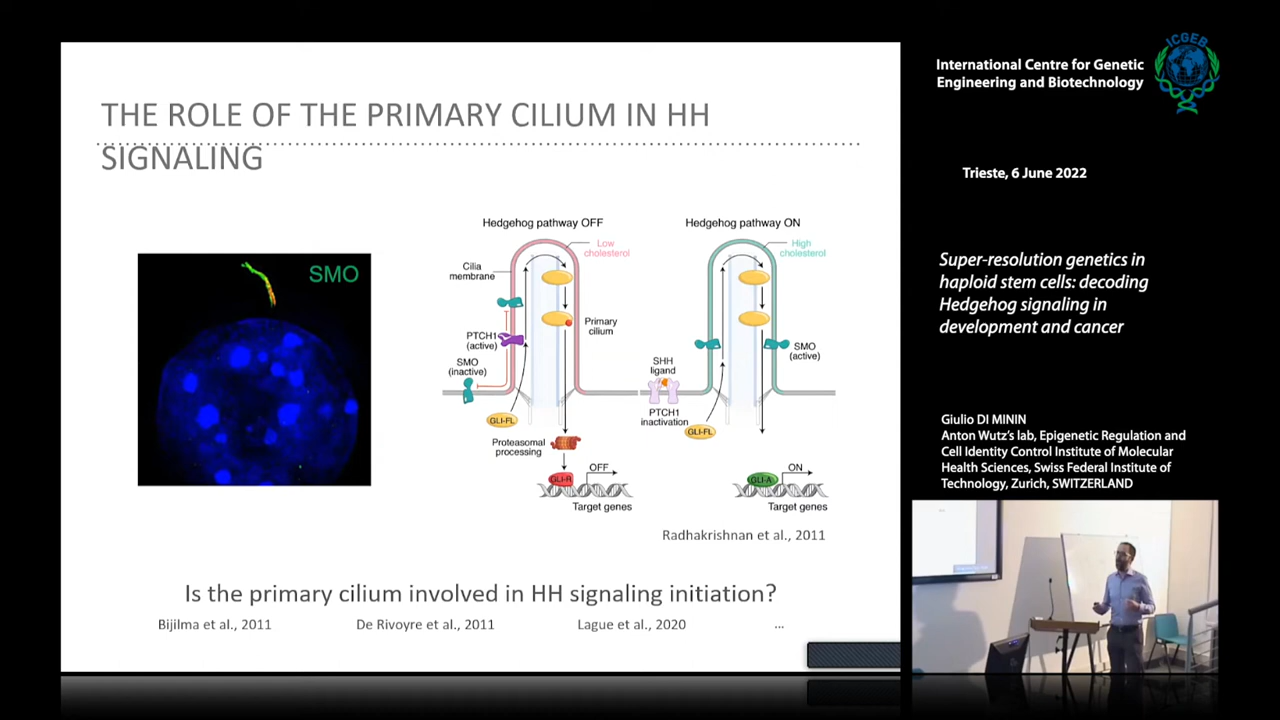 THE ROLE OF THE PRIMARY CILIUM IN HH
SIGNALING
SMO
Hedgehog pathway OFF
Low
cholesterol
Cilia
membrane
PTCH1
(active)
Primary
cilium
SMO
(inactive)
GLI-FL
Proteasomal
processing
OFF
GLI-R
Target genes
Hedgehog pathway ON
High
cholesterol
SMO
(active)
SHH
ligand
PTCH1
inactivation
GLI-FL
ON
GLI-A
Target genes
Radhakrishnan et al., 2011
Is the primary cilium involved in HH signaling initiation?
Bijilma et al., 2011
De Rivoyre et al., 2011
Lague et al., 2020
...
International Centre for Genetic
Engineering and Biotechnology
ICGEB
Trieste, 6 June 2022
Super-resolution genetics in
haploid stem cells: decoding
Hedgehog signaling in
development and cancer
Giulio DI MININ
Anton Wutz's lab, Epigenetic Regulation and
Cell Identity Control Institute of Molecular
Health Sciences, Swiss Federal Institute of
Technology, Zurich, SWITZERLAND